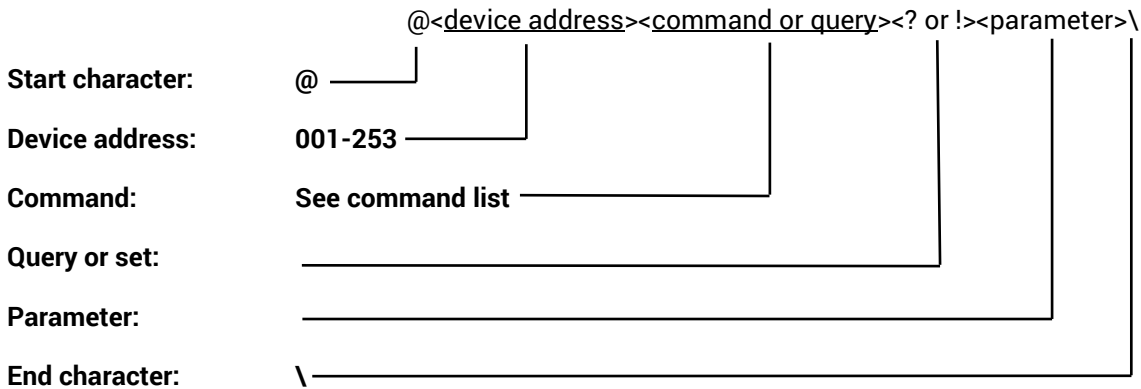 @<device address><command or query><? or !><parameter>\
Start character: @
Device address: 001-253
Command: See command list
Query or set:
Parameter:
End character: \